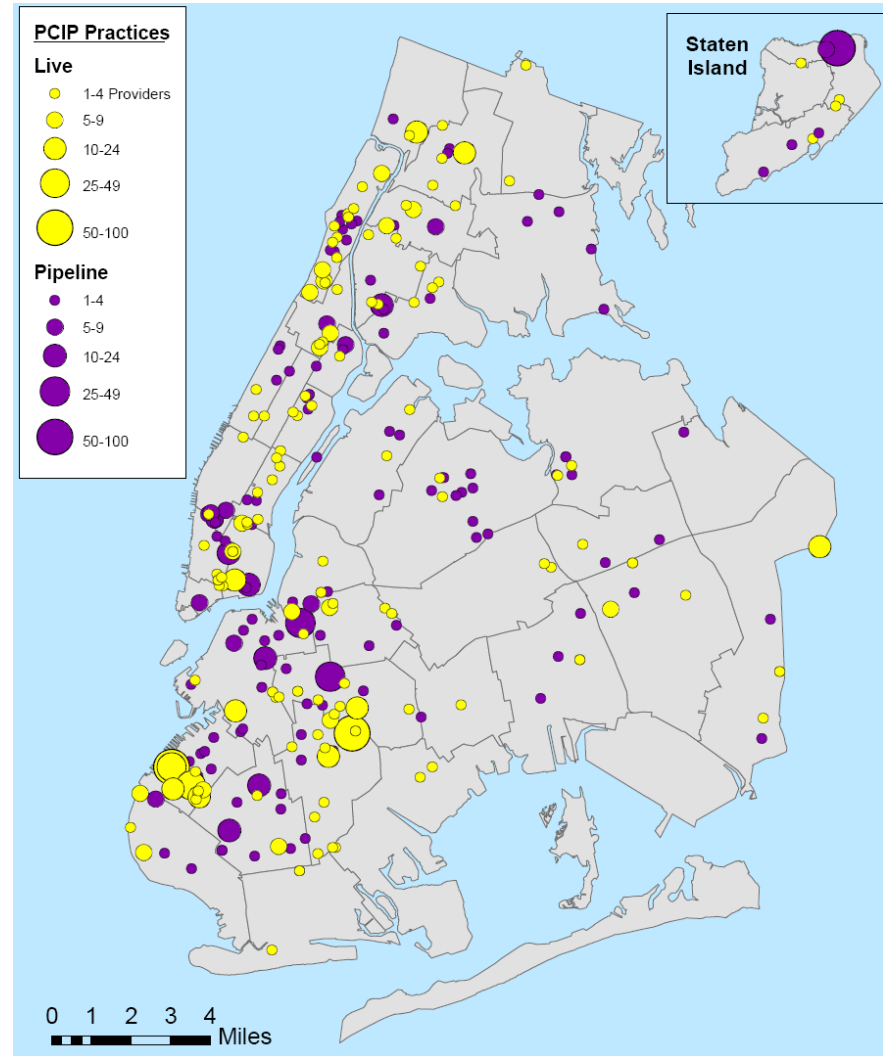 PCIP Practices
Live
1-4 Providers
5-9
10-24
25-49
50-100
Pipeline
1-4
5-9
10-24
25-49
50-100
Staten
Island
0 1 2 3 4
Miles